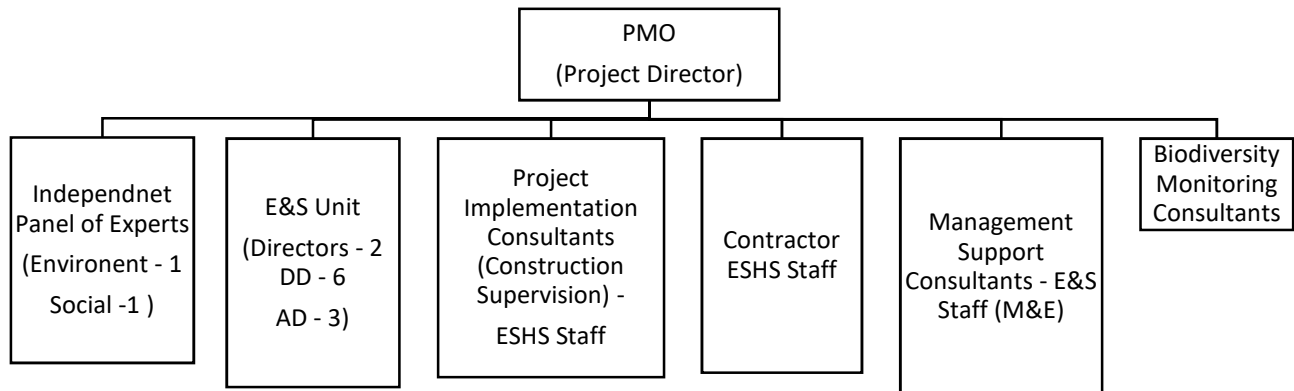 PMO
(Project Director)
Independnet
Panel of Experts
(Environent - 1
Social -1 )
E&S Unit
(Directors - 2
DD - 6
AD - 3)
Project
Implementation
Consultants
(Construction
Supervision) -
ESHS Staff
Contractor
ESHS Staff
Management
Support
Consultants - E&S
Staff (M&E)
Biodiversity
Monitoring
Consultants